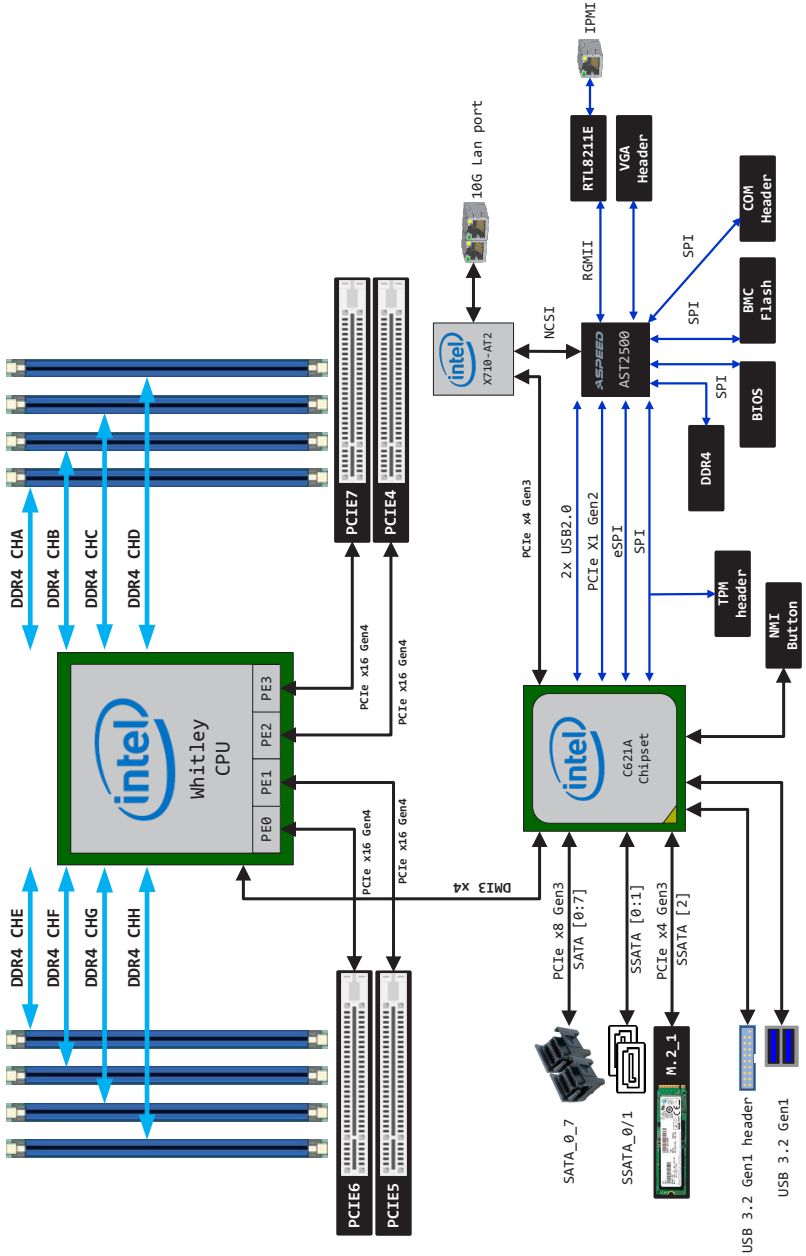 DDR4 CHE
DDR4 CHF
DDR4 CHG
DDR4 CHH
DDR4 CHA
DDR4 CHB
DDR4 CHC
DDR4 CHD
intel
Whitley
CPU
PE0
PE1
PE2
PE3
PCIe x16 Gen4
PCIe x16 Gen4
PCIe x16 Gen4
PCIe x16 Gen4
PCIE6
PCIE5
PCIE7
PCIE4
DMI3 x4
intel
C621A
Chipset
PCIe x8 Gen3
SATA [0:7]
SATA_0_7
SSATA [0:1]
SSATA_0/1
PCIe x4 Gen3
SSATA [2]
M.2_1
USB 3.2 Gen1 header
USB 3.2 Gen1
NMI
Button
TPM
header
PCIe x4 Gen3
2x USB2.0
PCIe X1 Gen2
eSPI
SPI
intel
X710-AT2
10G Lan port
NCSI
ASPEED
AST2500
RGMII
RTL8211E
IPMI
VGA
Header
SPI
COM
Header
SPI
BMC
Flash
SPI
BIOS
DDR4